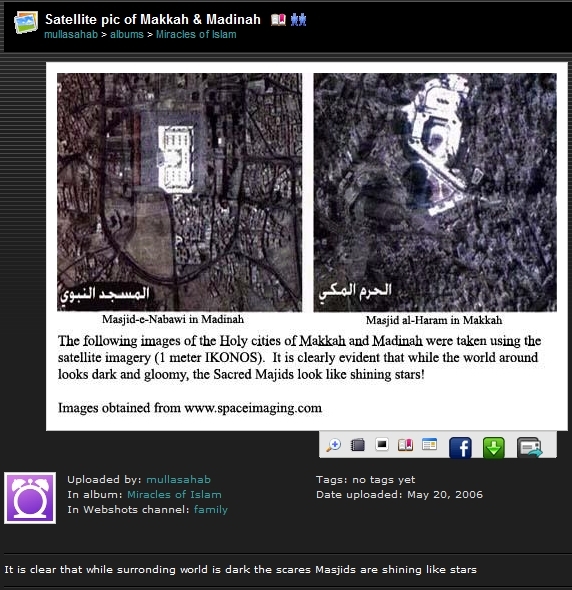 Satellite pic of Makkah & Madinah
mullasahab > albums > Miracles of Islam
المسجد النبوي
الحرم المكي
Masjid-e-Nabawi in Madinah
Masjid al-Haram in Makkah
The following images of the Holy cities of Makkah and Madinah were taken using the
satellite imagery (1 meter IKONOS).  It is clearly evident that while the world around
looks dark and gloomy, the Sacred Majids look like shining stars!
Images obtained from www.spaceimaging.com
f
Uploaded by: mullasahab
In album: Miracles of Islam
In Webshots channel: family
Tags: no tags yet
Date uploaded: May 20, 2006
It is clear that while surronding world is dark the scares Masjids are shining like stars